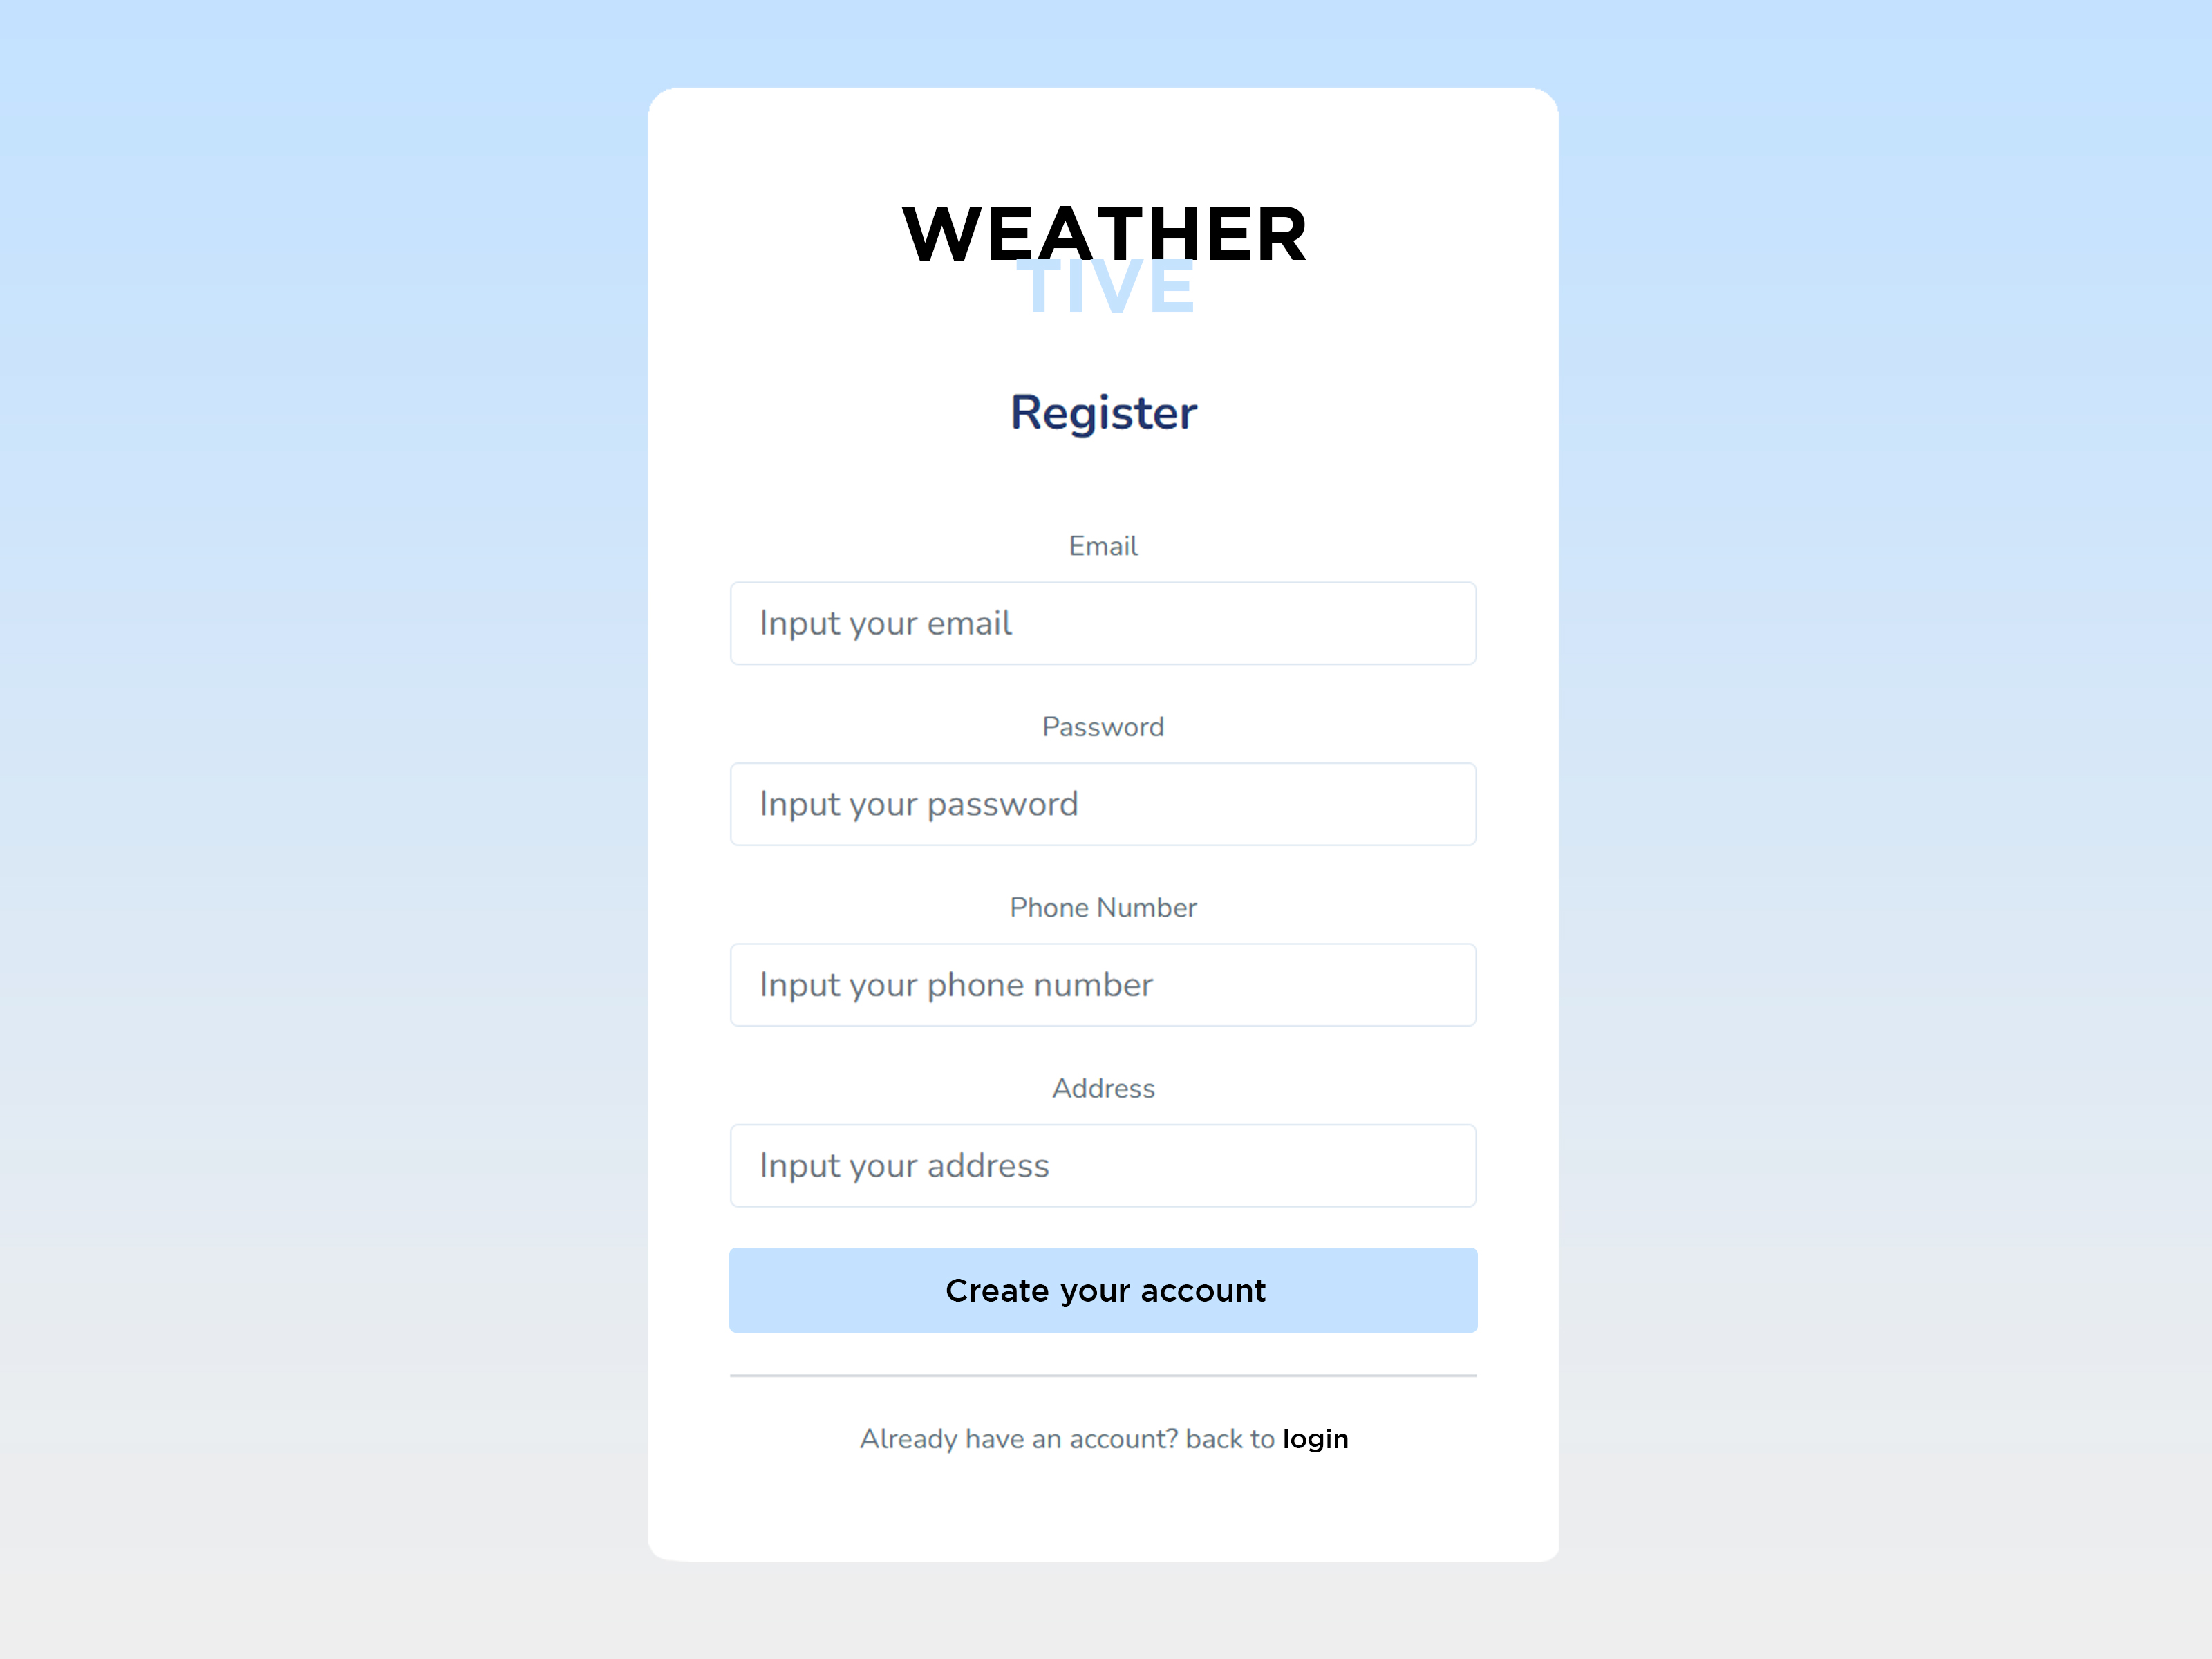 WEATHER
TIVE
Register
Email
Input your email
Password
Input your password
Phone Number
Input your phone number
Address
Input your address
Create your account
Already have an account? back to login